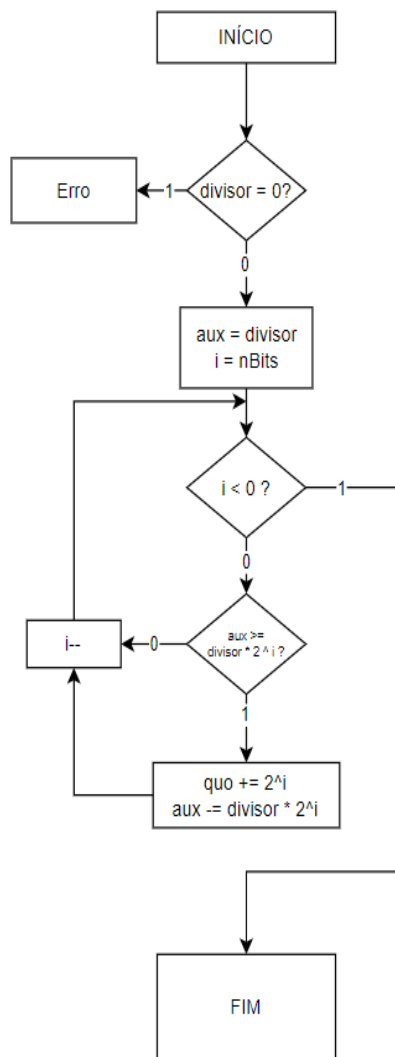 INÍCIO
divisor = 0?
1
Erro
0
aux = divisor
i = nBits
i < 0 ?
1
0
aux >=
divisor * 2 ^ i ?
0
i--
1
quo += 2^i
aux -= divisor * 2^i
FIM